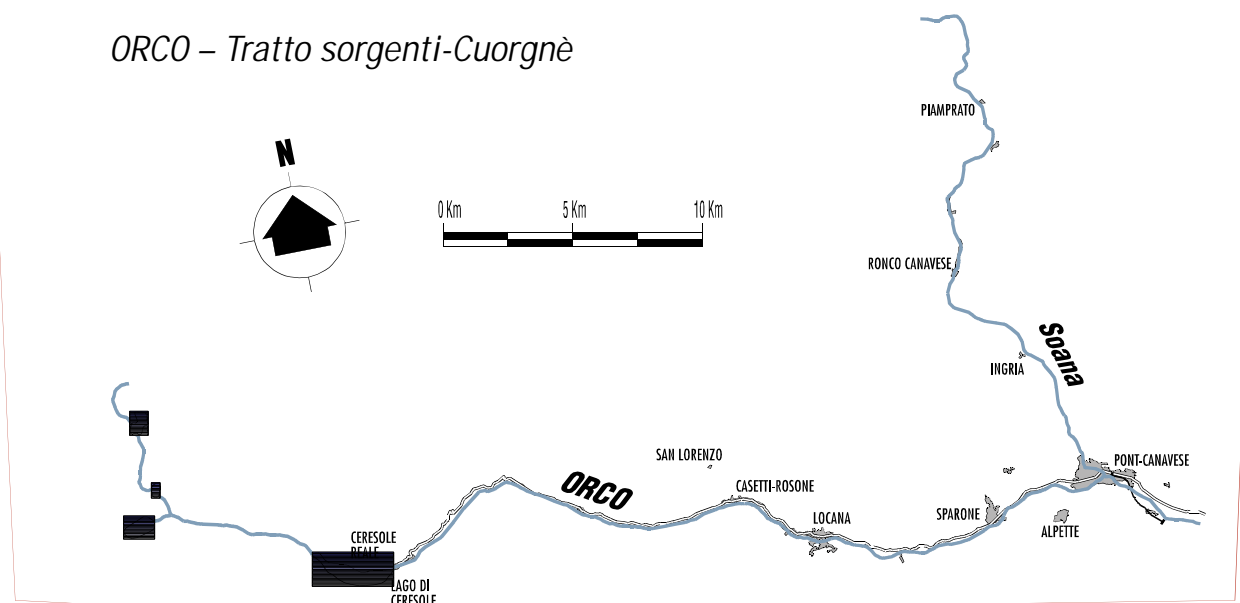 ORCO – Tratto sorgenti-Cuorgnè
PIAMPRATO
N
0 Km 5 Km 10 Km
RONCO CANAVESE
Soana
INGRIA
SAN LORENZO
PONT-CANAVESE
ORCO
CASETTI-ROSONE
LOCANA
SPARONE
ALPETTE
CERESOLE
REALE
LAGO DI
CERESOLE